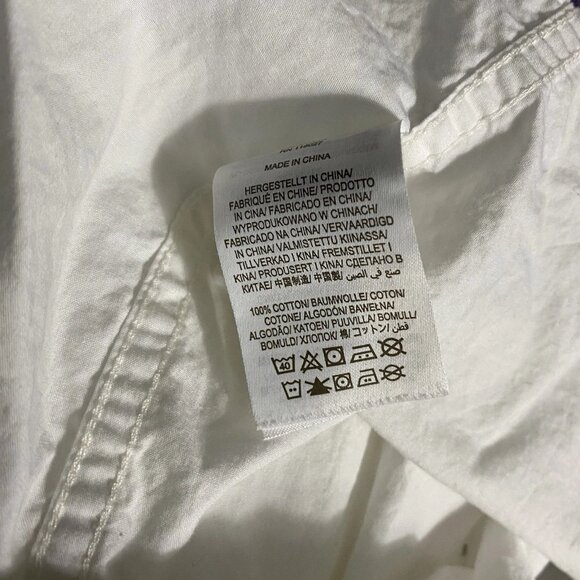 MADE IN CHINA
HERGESTELLT IN CHINA/
FABRIQUÉ EN CHINE/ PRODOTTO
IN CINA/ FABRICADO EN CHINA/
WYPRODUKOWANO W CHINACH/
FABRICADO NA CHINA/ VERVAARDIGD
IN CHINA/ VALMISTETTU KIINASSA/
TILLVERKAD I KINA/ FREMSTILLET I
KINA/ PRODUSERT I KINA/ СДЕЛАНО В
КИТАЕ/ 中国制造/ 中国製/ صنع في الصين
100% COTTON/ BAUMWOLLE/ COTON/
COTONE/ ALGODÓN/ BAWEŁNA/
ALGODÃO/ KATOEN/ PUUVILLA/ BOMULL/
BOMULD/ ХЛОПОК/ 棉/ コットン/ قطن
40